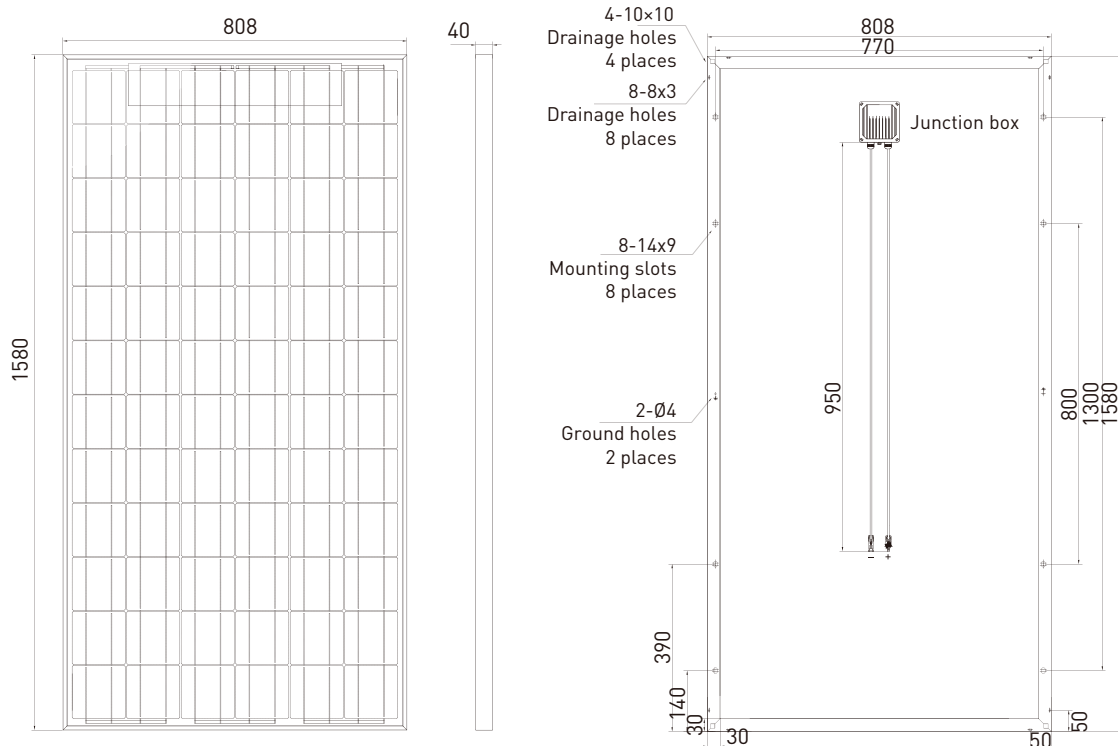 808
40
1580
4-10×10
Drainage holes
4 places
8-8x3
Drainage holes
8 places
8-14x9
Mounting slots
8 places
2-Ø4
Ground holes
2 places
808
770
Junction box
950
800
1300
1580
− +
390
140
30
30
50
50